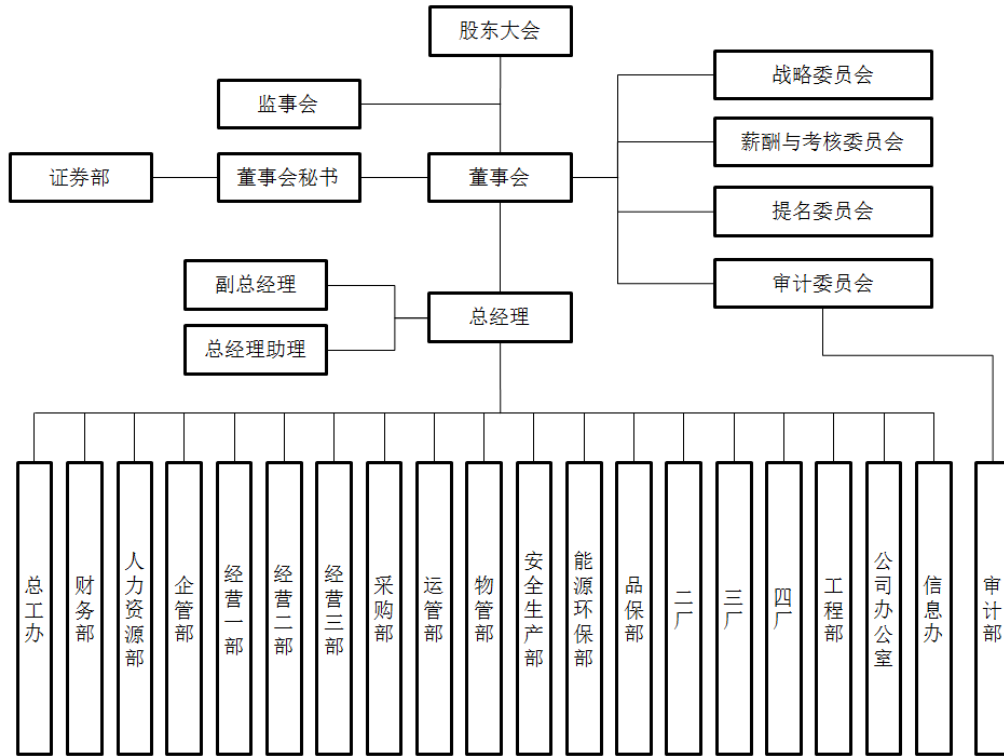 股东大会
战略委员会
监事会
薪酬与考核委员会
证券部
董事会秘书
董事会
提名委员会
副总经理
审计委员会
总经理
总经理助理
总工办
财务部
人力资源部
企管部
经营一部
经营二部
经营三部
采购部
运管部
物管部
安全生产部
能源环保部
品保部
二厂
三厂
四厂
工程部
公司办公室
信息办
审计部